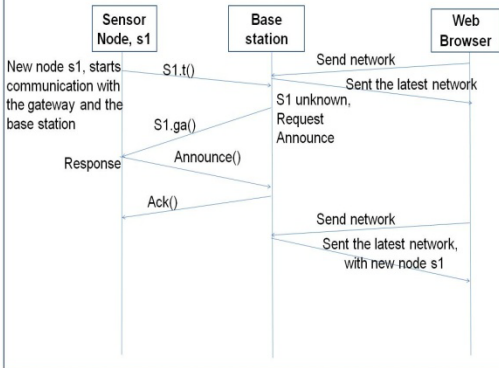 Sensor
Node, s1
Base
station
Web
Browser
Send network
New node s1, starts
communication with
the gateway and the
base station
S1.t()
Sent the latest network
S1 unknown,
Request
Announce
S1.ga()
Response
Announce()
Ack()
Send network
Sent the latest network,
with new node s1